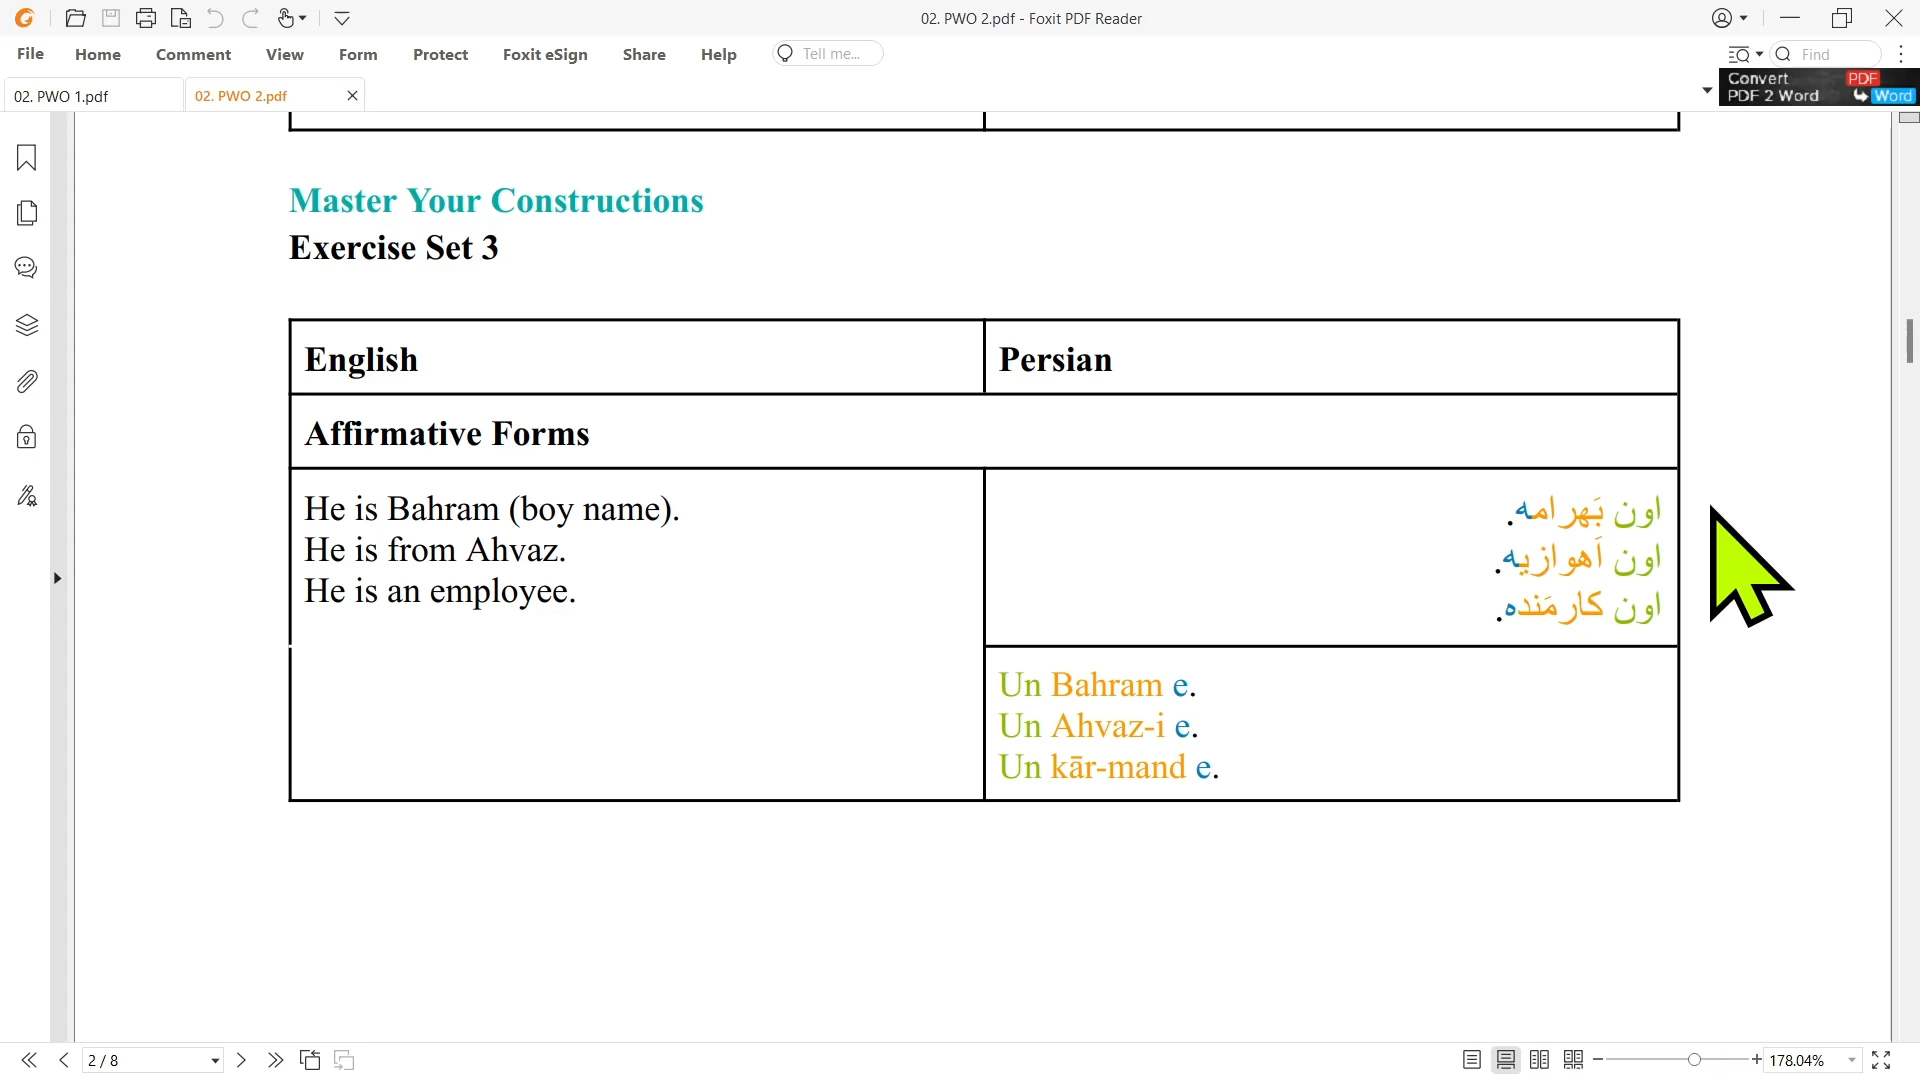 02. PWO 2.pdf - Foxit PDF Reader
File Home Comment View Form Protect Foxit eSign Share Help Tell me... Find
02. PWO 1.pdf 02. PWO 2.pdf
Convert PDF
PDF 2 Word Word
Master Your Constructions
Exercise Set 3
English Persian
Affirmative Forms
He is Bahram (boy name).
He is from Ahvaz.
He is an employee.
اون بَهرامه.
اون اَهوازیه.
اون کارمَنده.
Un Bahram e.
Un Ahvaz-i e.
Un kār-mand e.
2 / 8 178.04%